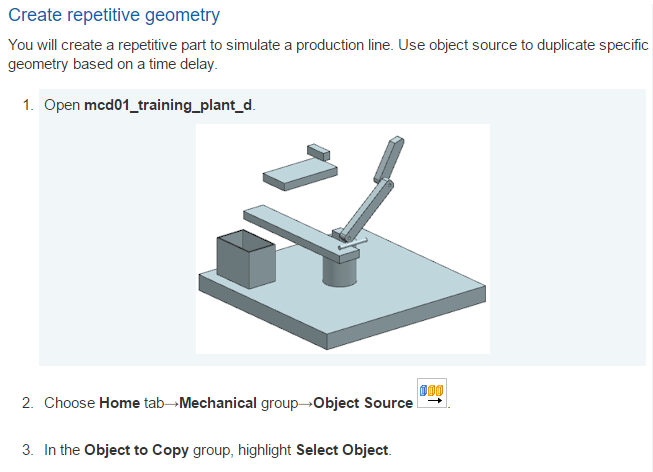 Create repetitive geometry
You will create a repetitive part to simulate a production line. Use object source to duplicate specific
geometry based on a time delay.
1. Open mcd01_training_plant_d.
2. Choose Home tab→Mechanical group→Object Source .
3. In the Object to Copy group, highlight Select Object.